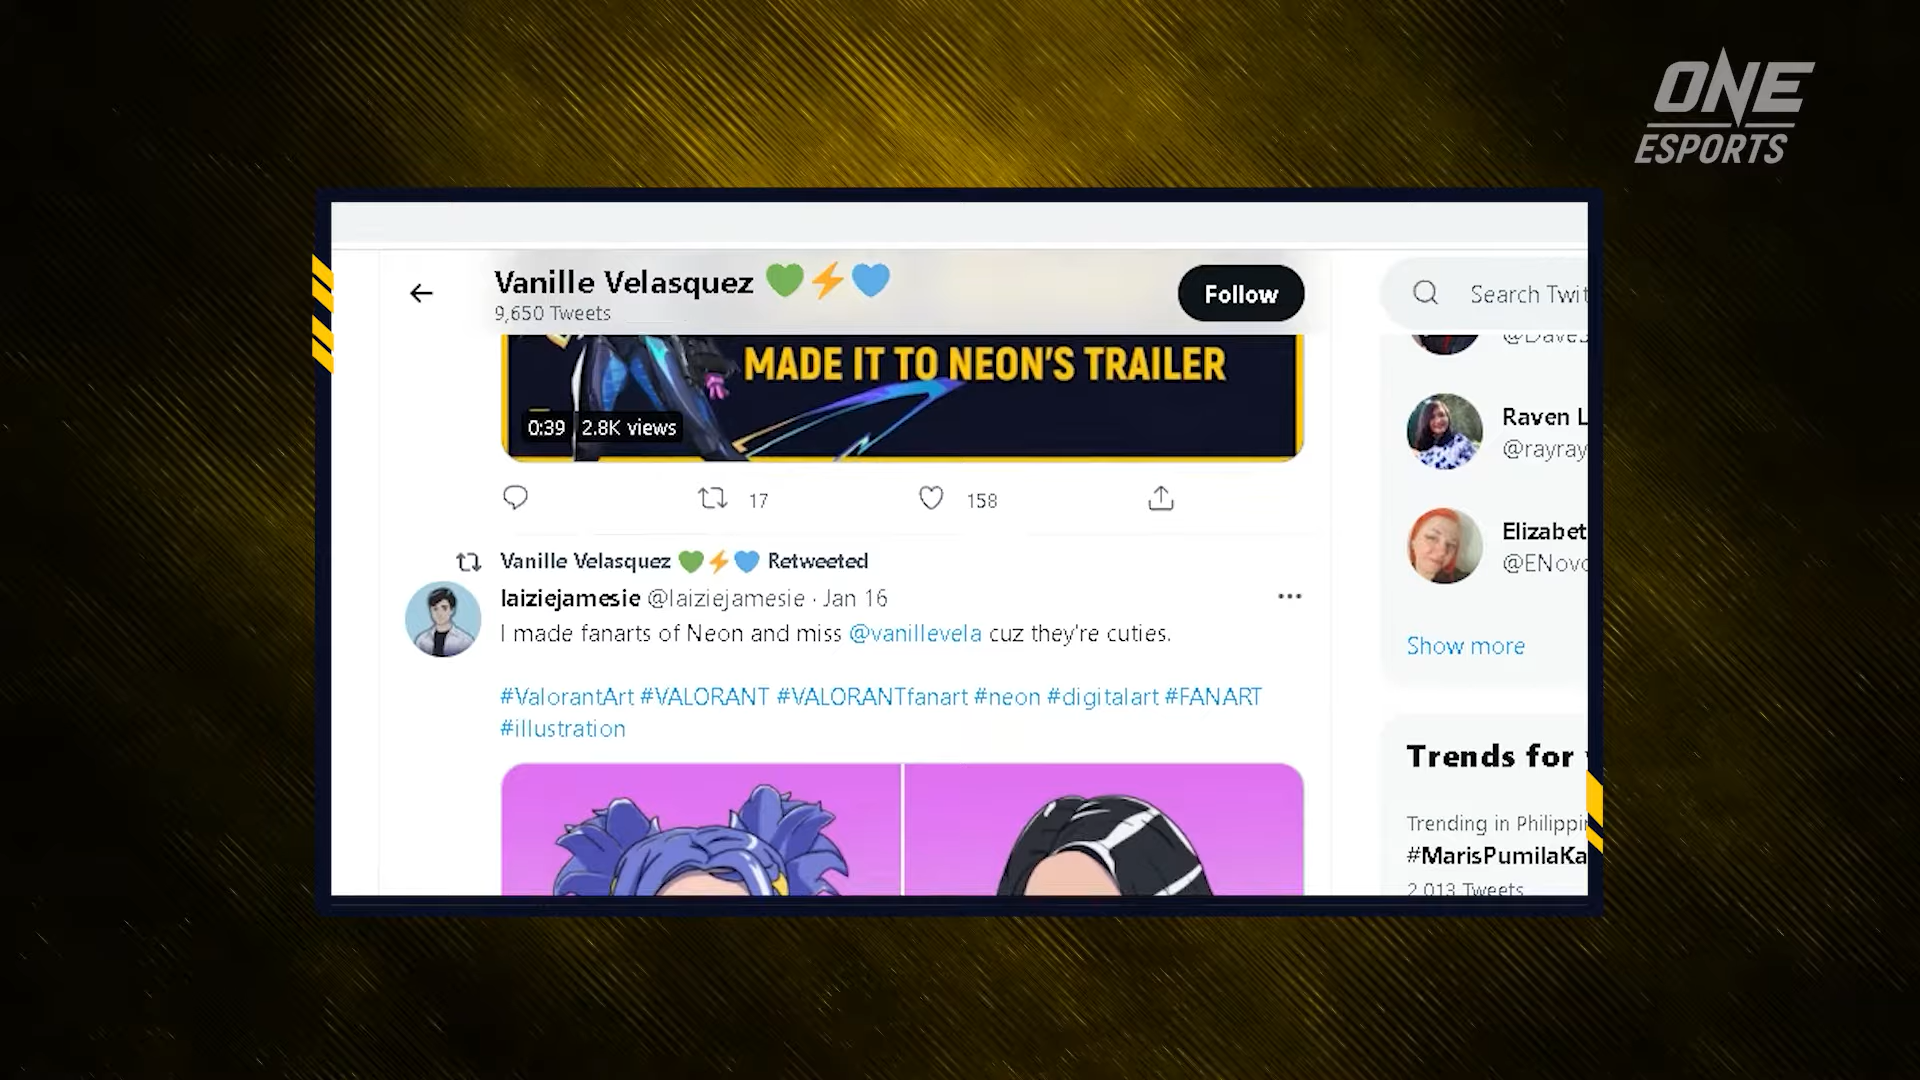 ONE
ESPORTS
Vanille Velasquez 💚⚡💙
9,650 Tweets
Follow
Search Twit
MADE IT TO NEON'S TRAILER
0:39 2.8K views
17
158
Raven L
@rayray
Elizabet
@ENovo
Show more
Vanille Velasquez 💚⚡💙 Retweeted
laiziejamesie @laiziejamesie · Jan 16
I made fanarts of Neon and miss @vanillevela cuz they're cuties.
#ValorantArt #VALORANT #VALORANTfanart #neon #digitalart #FANART
#illustration
Trends for
Trending in Philippin
#MarisPumilaKa
2,013 Tweets